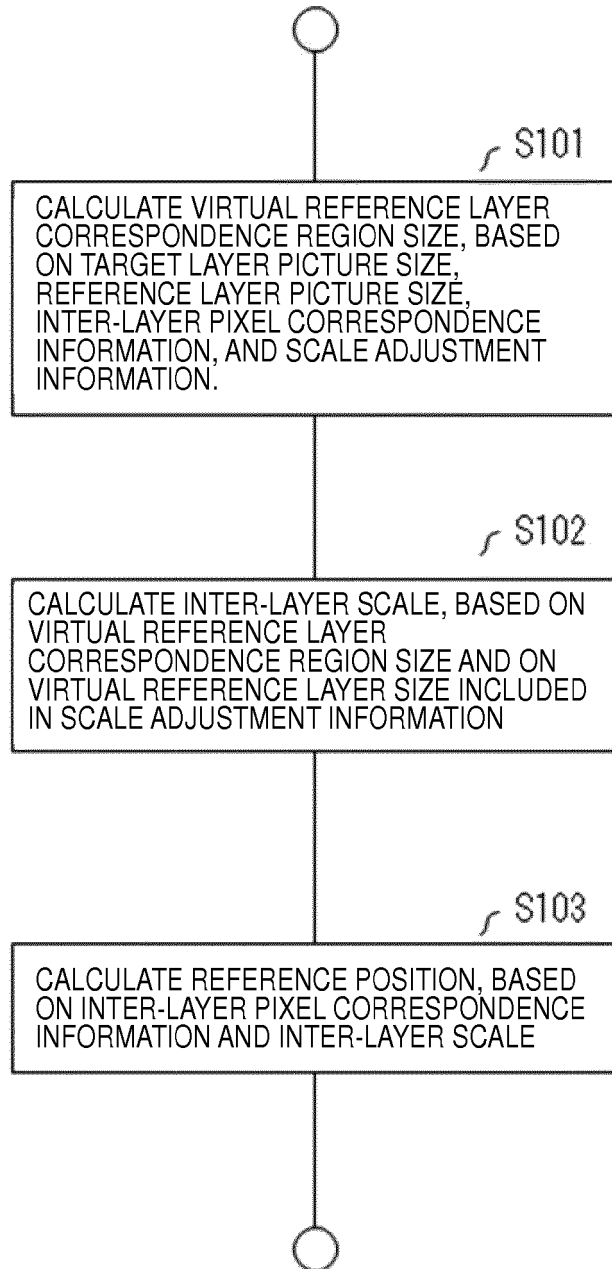 S101
CALCULATE VIRTUAL REFERENCE LAYER
CORRESPONDENCE REGION SIZE, BASED
ON TARGET LAYER PICTURE SIZE,
REFERENCE LAYER PICTURE SIZE,
INTER-LAYER PIXEL CORRESPONDENCE
INFORMATION, AND SCALE ADJUSTMENT
INFORMATION.
S102
CALCULATE INTER-LAYER SCALE, BASED ON
VIRTUAL REFERENCE LAYER
CORRESPONDENCE REGION SIZE AND ON
VIRTUAL REFERENCE LAYER SIZE INCLUDED
IN SCALE ADJUSTMENT INFORMATION
S103
CALCULATE REFERENCE POSITION, BASED
ON INTER-LAYER PIXEL CORRESPONDENCE
INFORMATION AND INTER-LAYER SCALE